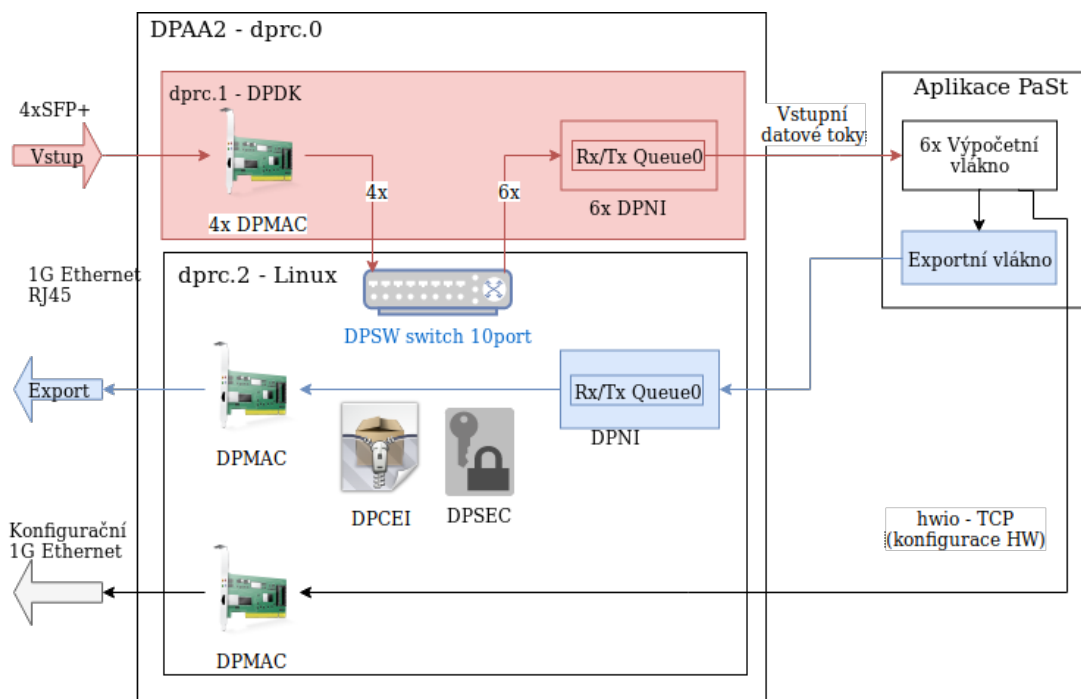 DPAA2 - dprc.0
dprc.1 - DPDK
4xSFP+
Vstup
4x DPMAC
4x
6x
Rx/Tx Queue0
6x DPNI
Vstupní
datové toky
Aplikace PaSt
6x Výpočetní
vlákno
Exportní vlákno
dprc.2 - Linux
1G Ethernet
RJ45
DPSW switch 10port
Export
DPMAC
Rx/Tx Queue0
DPNI
DPCEI
DPSEC
hwio - TCP
(konfigurace HW)
Konfigurační
1G Ethernet
DPMAC